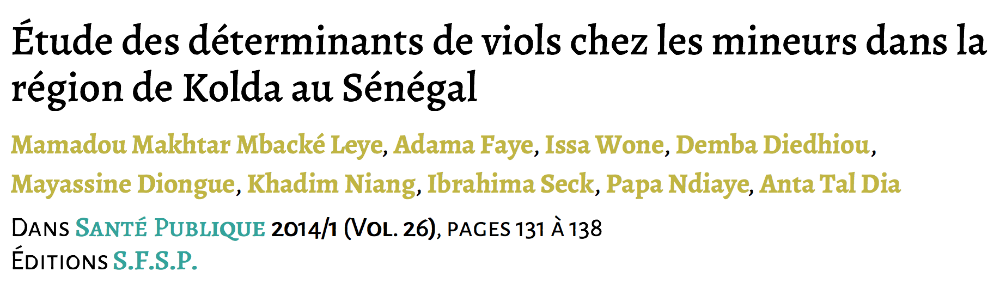 Étude des déterminants de viols chez les mineurs dans la
région de Kolda au Sénégal
Mamadou Makhtar Mbacké Leye, Adama Faye, Issa Wone, Demba Diedhiou,
Mayassine Diongue, Khadim Niang, Ibrahima Seck, Papa Ndiaye, Anta Tal Dia
Dans Santé Publique 2014/1 (Vol. 26), pages 131 à 138
Éditions S.F.S.P.